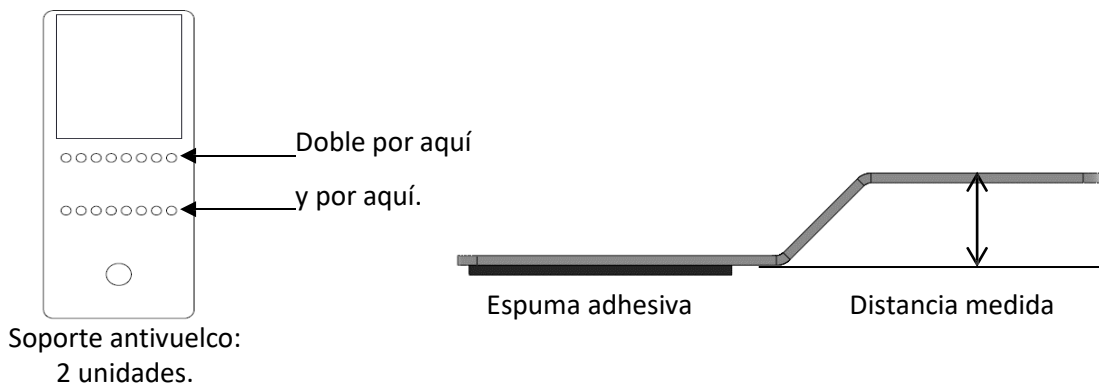 Doble por aquí
y por aquí.
Espuma adhesiva
Distancia medida
Soporte antivuelco:
2 unidades.